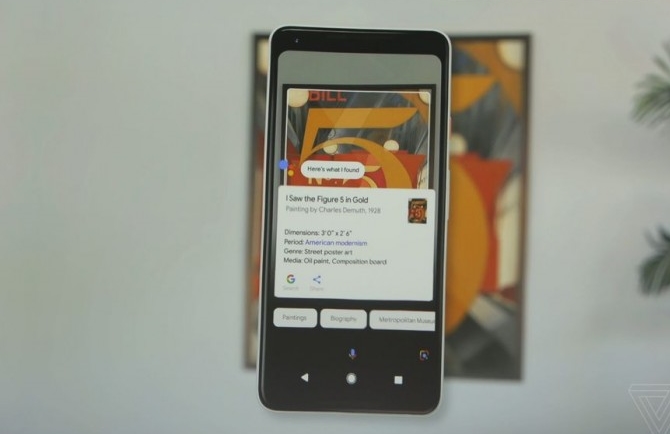 BILL
Here's what I found
I Saw the Figure 5 in Gold
Painting by Charles Demuth, 1928
Dimensions: 3'0" x 2' 6"
Period: American modernism
Genre: Street poster art
Media: Oil paint, Composition board
G
Search Share
Paintings Biography Metropolitan Museu